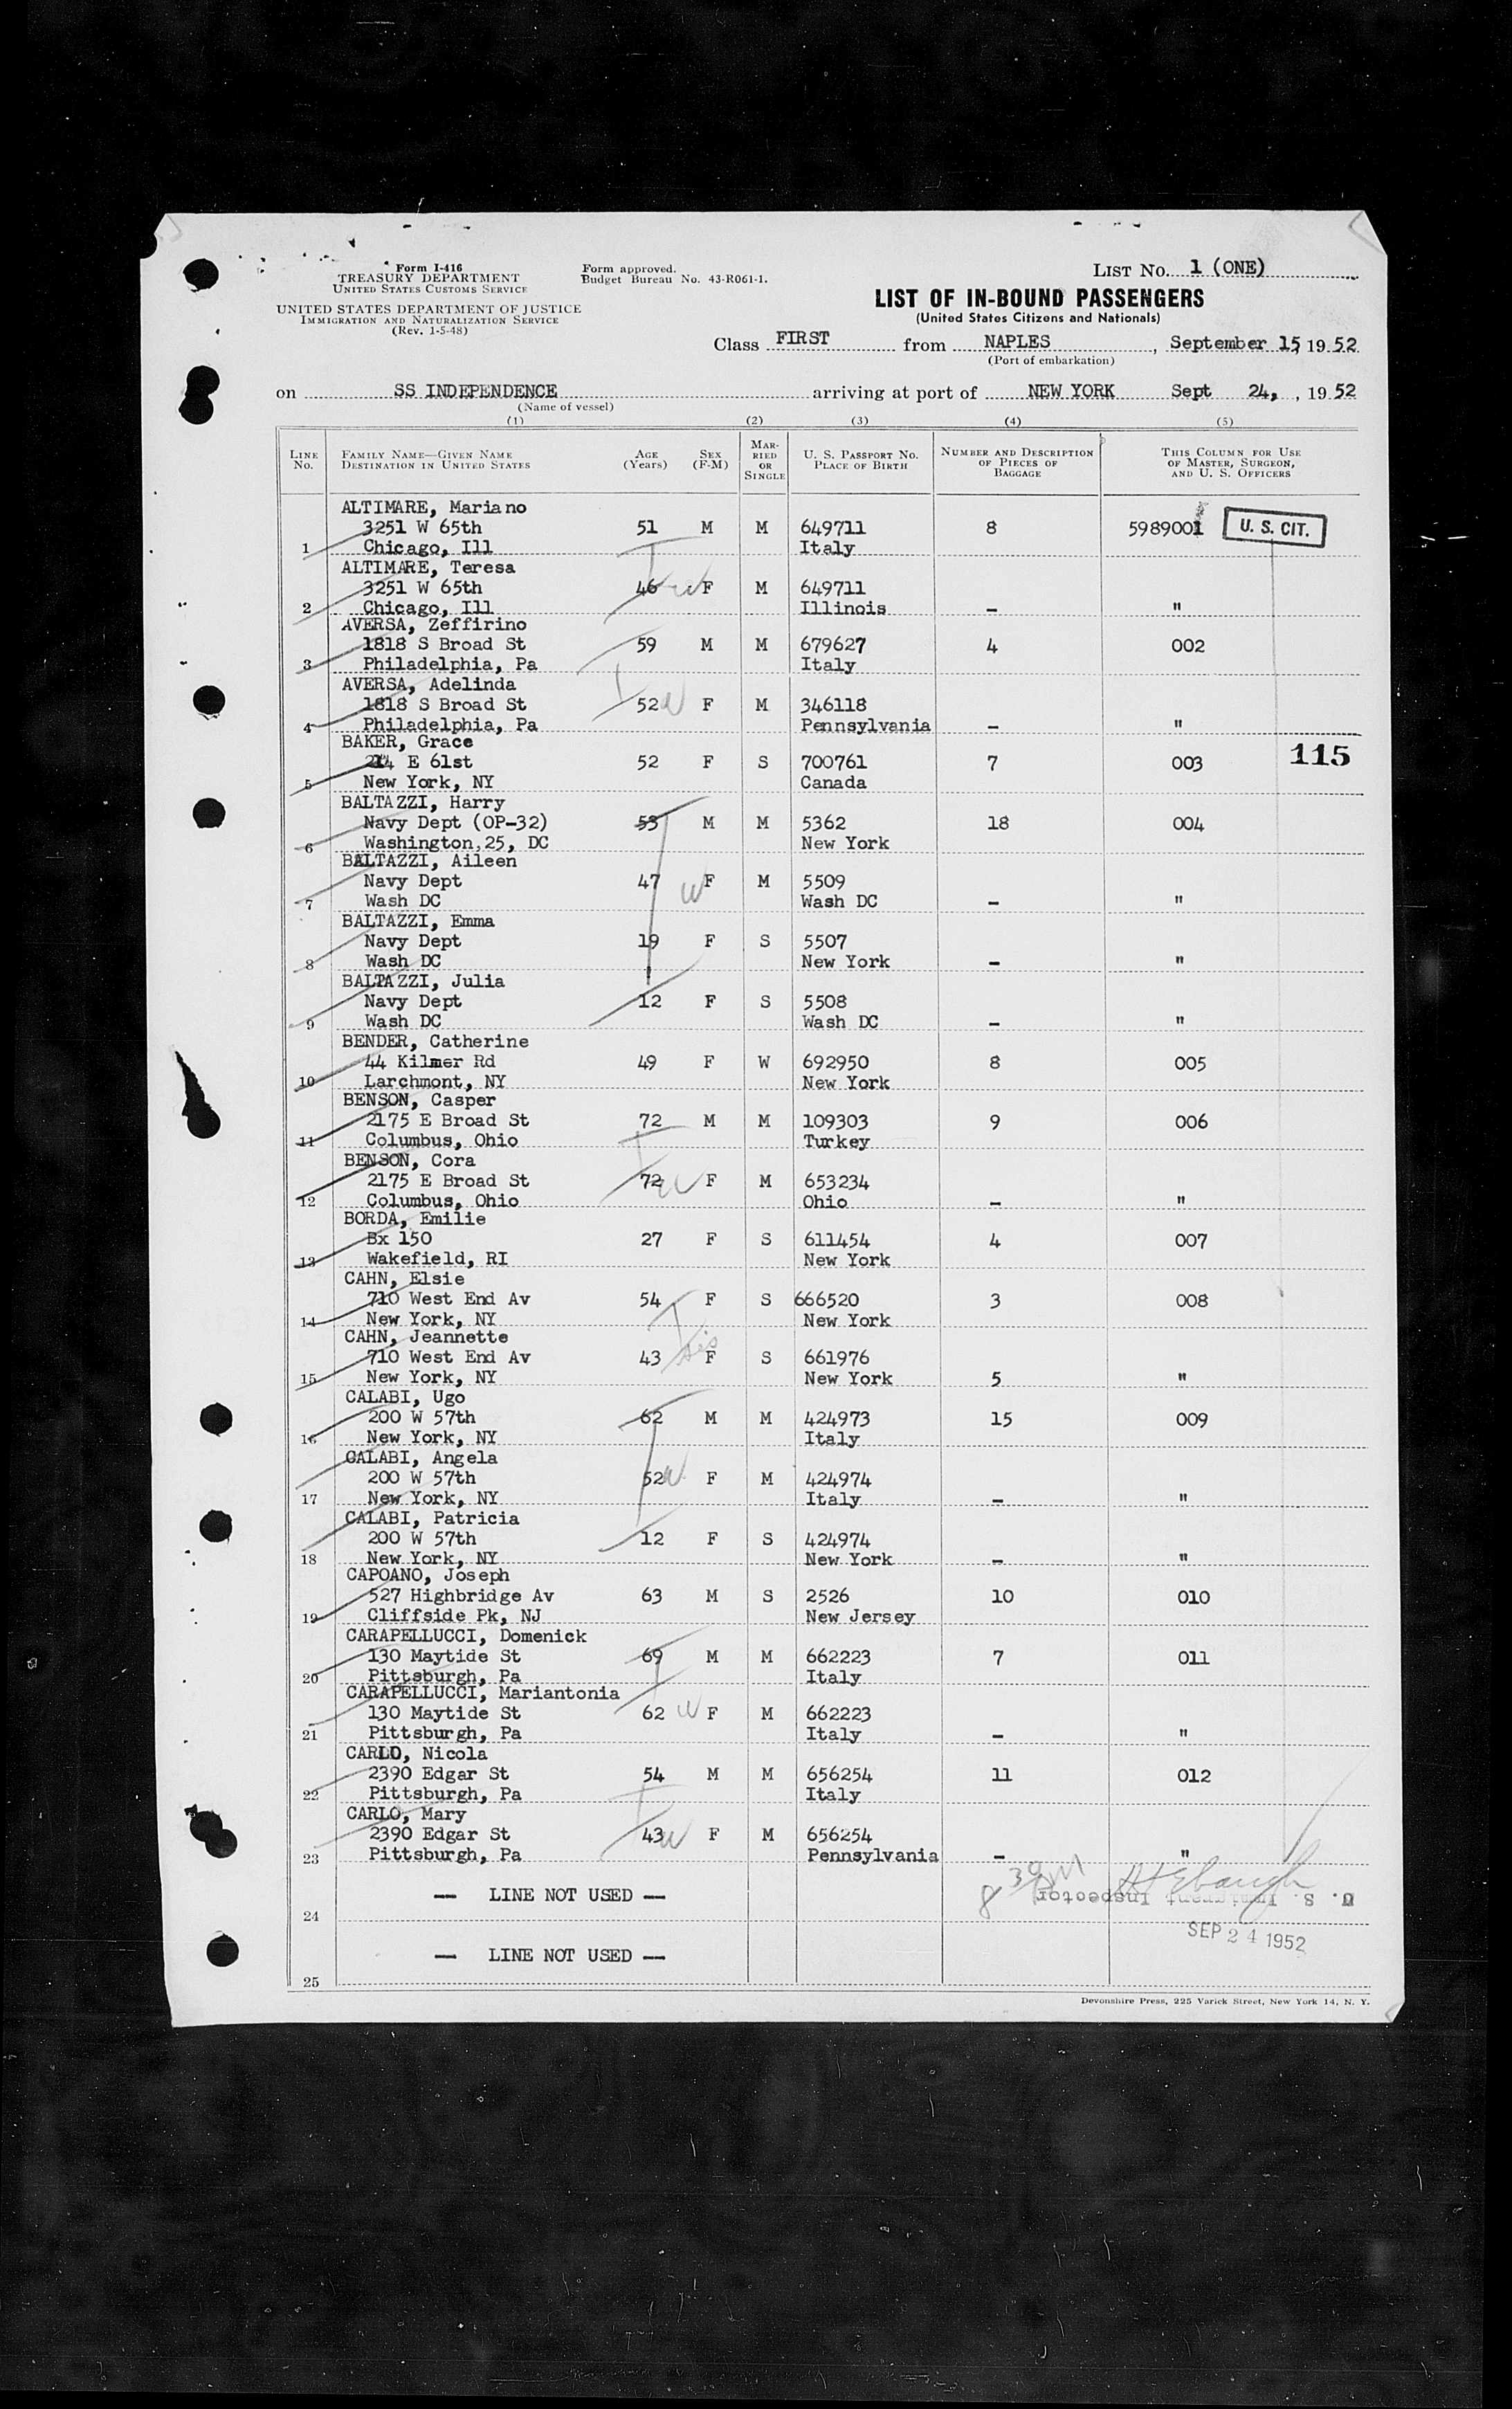 Form I-416
TREASURY DEPARTMENT
UNITED STATES CUSTOMS SERVICE
UNITED STATES DEPARTMENT OF JUSTICE
IMMIGRATION AND NATURALIZATION SERVICE
(Rev. 1-5-48)
Form approved.
Budget Bureau No. 43-R061-1.
LIST NO. 1 (ONE)
LIST OF IN-BOUND PASSENGERS
(United States Citizens and Nationals)
Class FIRST from NAPLES, September 15, 1952
(Port of embarkation)
on SS INDEPENDENCE arriving at port of NEW YORK Sept 24, , 1952
(Name of vessel)
(1) (2) (3) (4) (5)
LINE NO. FAMILY NAME—GIVEN NAME DESTINATION IN UNITED STATES AGE (Years) SEX (F-M) MARRIED OR SINGLE U. S. PASSPORT NO. PLACE OF BIRTH NUMBER AND DESCRIPTION OF PIECES OF BAGGAGE THIS COLUMN FOR USE OF MASTER, SURGEON, AND U. S. OFFICERS
ALTIMARE, Mariano
3251 W 65th 51 M M 649711 8 5989001 U. S. CIT.
1 Chicago, Ill Italy
ALTIMARE, Teresa
3251 W 65th 46 w F M 649711
2 Chicago, Ill Illinois – "
AVERSA, Zeffirino
1818 S Broad St 59 M M 679627 4 002
3 Philadelphia, Pa Italy
AVERSA, Adelinda
1818 S Broad St 52 w F M 346118
4 Philadelphia, Pa Pennsylvania – "
BAKER, Grace
214 E 61st 52 F S 700761 7 003 115
5 New York, NY Canada
BALTAZZI, Harry
Navy Dept (OP-32) 53 M M 5362 18 004
6 Washington,25, DC New York
BALTAZZI, Aileen
Navy Dept 47 w F M 5509
7 Wash DC Wash DC – "
BALTAZZI, Emma
Navy Dept 19 F S 5507
8 Wash DC New York – "
BALTAZZI, Julia
Navy Dept 12 F S 5508
9 Wash DC Wash DC – "
BENDER, Catherine
44 Kilmer Rd 49 F W 692950 8 005
10 Larchmont, NY New York
BENSON, Casper
2175 E Broad St 72 M M 109303 9 006
11 Columbus, Ohio Turkey
BENSON, Cora
2175 E Broad St 72 w F M 653234
12 Columbus, Ohio Ohio – "
BORDA, Emilie
Bx 150 27 F S 611454 4 007
13 Wakefield, RI New York
CAHN, Elsie
710 West End Av 54 F S 666520 3 008
14 New York, NY New York
CAHN, Jeannette
710 West End Av 43 sis F S 661976
15 New York, NY New York 5 "
CALABI, Ugo
200 W 57th 62 M M 424973 15 009
16 New York, NY Italy
CALABI, Angela
200 W 57th 52 w F M 424974
17 New York, NY Italy – "
CALABI, Patricia
200 W 57th 12 F S 424974
18 New York, NY New York – "
CAPOANO, Joseph
527 Highbridge Av 63 M S 2526 10 010
19 Cliffside Pk, NJ New Jersey
CARAPELLUCCI, Domenick
130 Maytide St 69 M M 662223 7 011
20 Pittsburgh, Pa Italy
CARAPELLUCCI, Mariantonia
130 Maytide St 62 w F M 662223
21 Pittsburgh, Pa Italy – "
CARLO, Nicola
2390 Edgar St 54 M M 656254 11 012
22 Pittsburgh, Pa Italy
CARLO, Mary
2390 Edgar St 43 w F M 656254
23 Pittsburgh, Pa Pennsylvania – "
— LINE NOT USED —
U. S. Immigrant Inspector
24
SEP 24 1952
— LINE NOT USED —
25
Devonshire Press, 225 Varick Street, New York 14, N. Y.